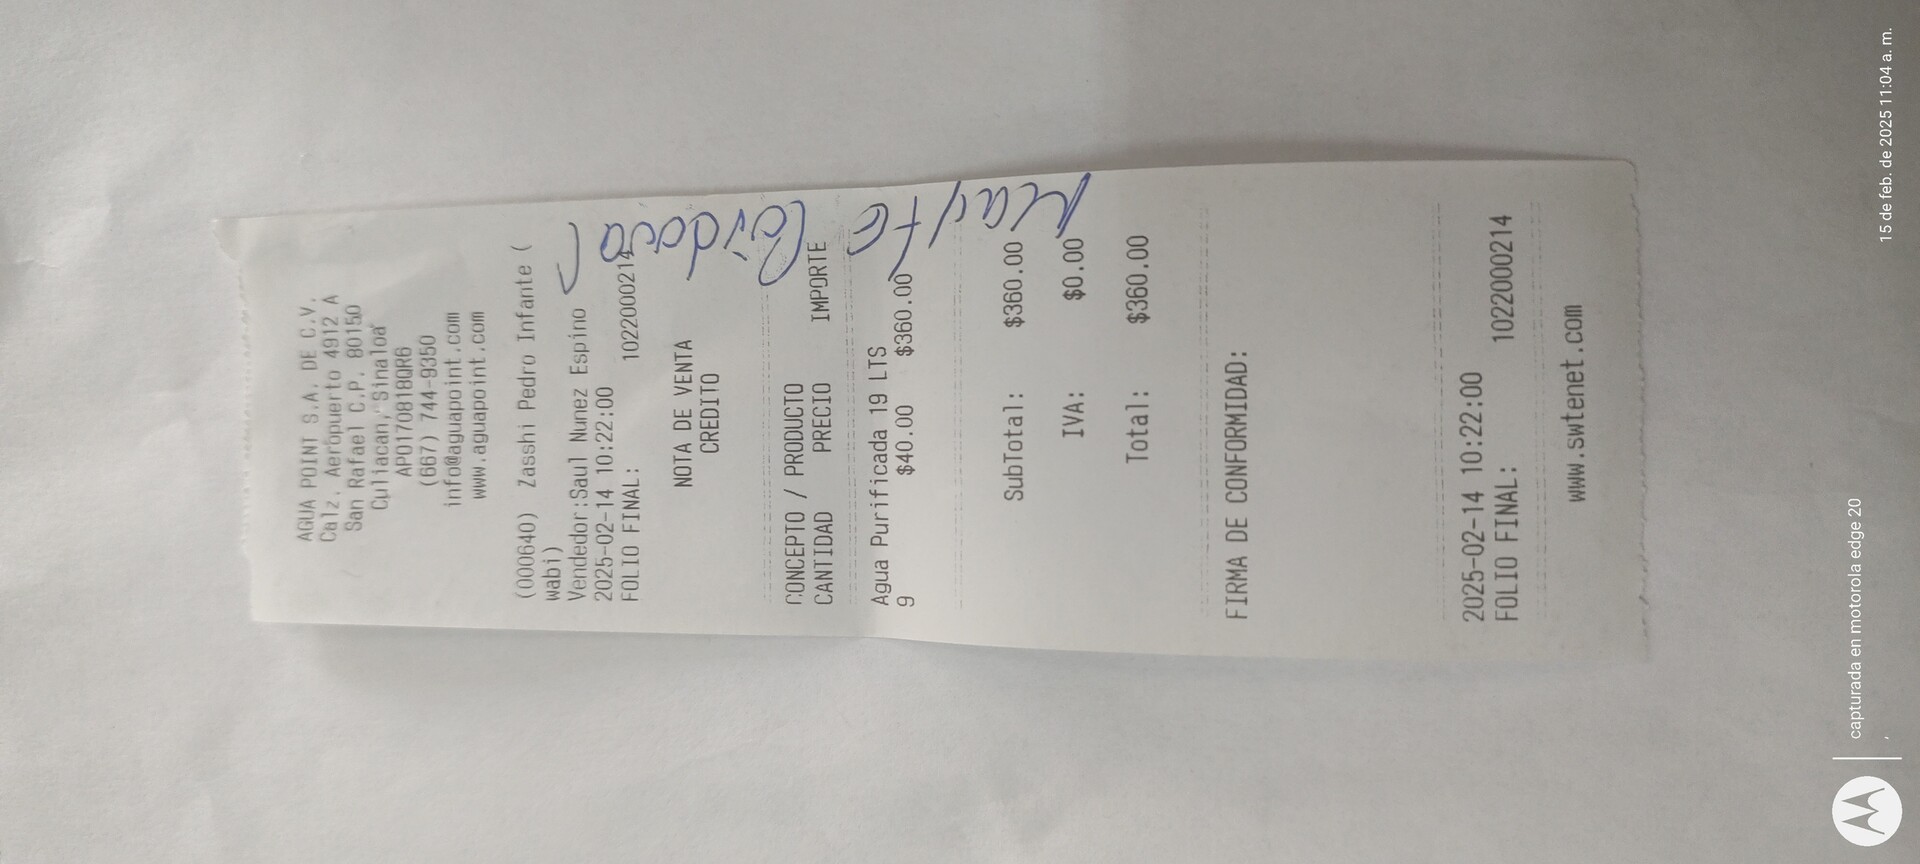 AGUA POINT S.A. DE C.V.
Calz. Aeropuerto 4912 A
San Rafael C.P. 80150
Culiacan, Sinaloa
APO170818QR6
(667) 744-9350
info@aguapoint.com
www.aguapoint.com
(000640) Zasshi Pedro Infante (
wabi)
Vendedor:Saul Nunez Espino
2025-02-14 10:22:00
FOLIO FINAL: 1022000214
NOTA DE VENTA
CREDITO
CONCEPTO / PRODUCTO
CANTIDAD PRECIO IMPORTE
Agua Purificada 19 LTS
9 $40.00 $360.00
SubTotal: $360.00
IVA: $0.00
Total: $360.00
FIRMA DE CONFORMIDAD:
2025-02-14 10:22:00
FOLIO FINAL: 1022000214
www.swtenet.com
capturada en motorola edge 20
15 de feb. de 2025 11:04 a. m.